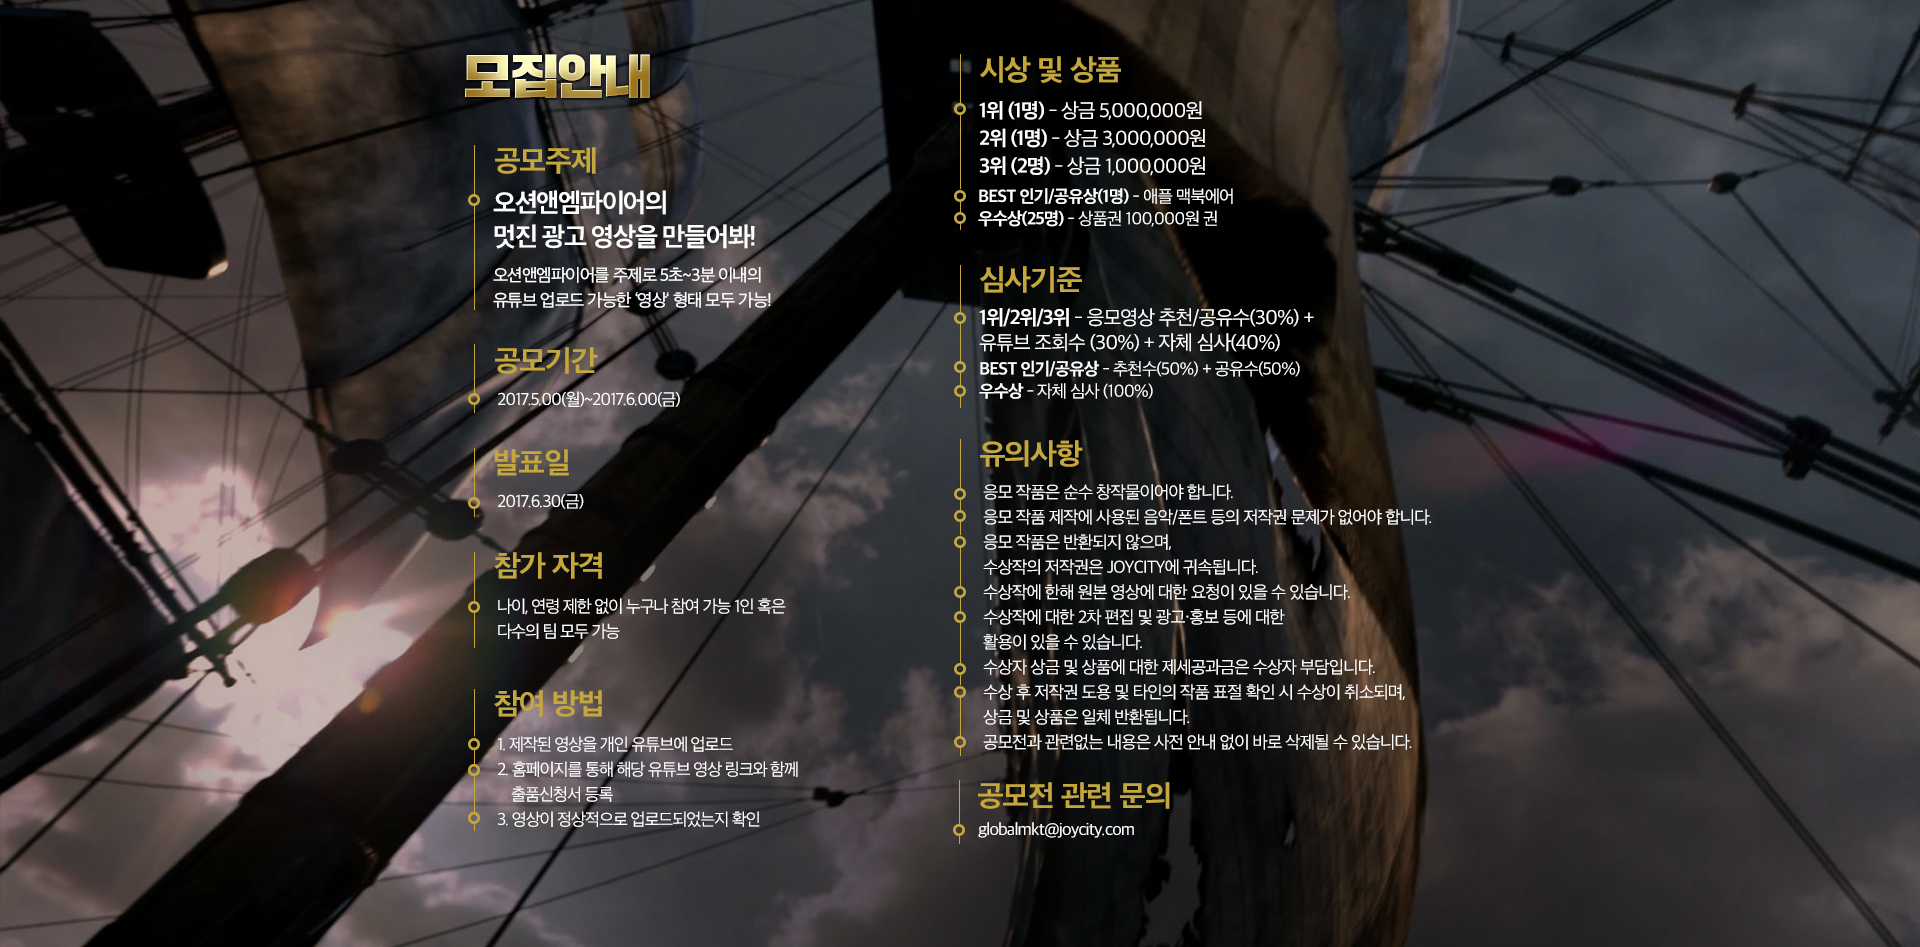 모집안내
공모주제
오션앤엠파이어의
멋진 광고 영상을 만들어봐!
오션앤엠파이어를 주제로 5초~3분 이내의
유튜브 업로드 가능한 '영상' 형태 모두 가능!
공모기간
2017.5.00(월)~2017.6.00(금)
발표일
2017.6.30(금)
참가 자격
나이, 연령 제한 없이 누구나 참여 가능 1인 혹은
다수의 팀 모두 가능
참여 방법
1. 제작된 영상을 개인 유튜브에 업로드
2. 홈페이지를 통해 해당 유튜브 영상 링크와 함께
출품신청서 등록
3. 영상이 정상적으로 업로드되었는지 확인
시상 및 상품
1위 (1명) - 상금 5,000,000원
2위 (1명) - 상금 3,000,000원
3위 (2명) - 상금 1,000,000원
BEST 인기/공유상(1명) - 애플 맥북에어
우수상(25명) - 상품권 100,000원 권
심사기준
1위/2위/3위 - 응모영상 추천/공유수(30%) +
유튜브 조회수 (30%) + 자체 심사(40%)
BEST 인기/공유상 - 추천수(50%) + 공유수(50%)
우수상 - 자체 심사 (100%)
유의사항
응모 작품은 순수 창작물이어야 합니다.
응모 작품 제작에 사용된 음악/폰트 등의 저작권 문제가 없어야 합니다.
응모 작품은 반환되지 않으며,
수상작의 저작권은 JOYCITY에 귀속됩니다.
수상작에 한해 원본 영상에 대한 요청이 있을 수 있습니다.
수상작에 대한 2차 편집 및 광고·홍보 등에 대한
활용이 있을 수 있습니다.
수상자 상금 및 상품에 대한 제세공과금은 수상자 부담입니다.
수상 후 저작권 도용 및 타인의 작품 표절 확인 시 수상이 취소되며,
상금 및 상품은 일체 반환됩니다.
공모전과 관련없는 내용은 사전 안내 없이 바로 삭제될 수 있습니다.
공모전 관련 문의
globalmkt@joycity.com